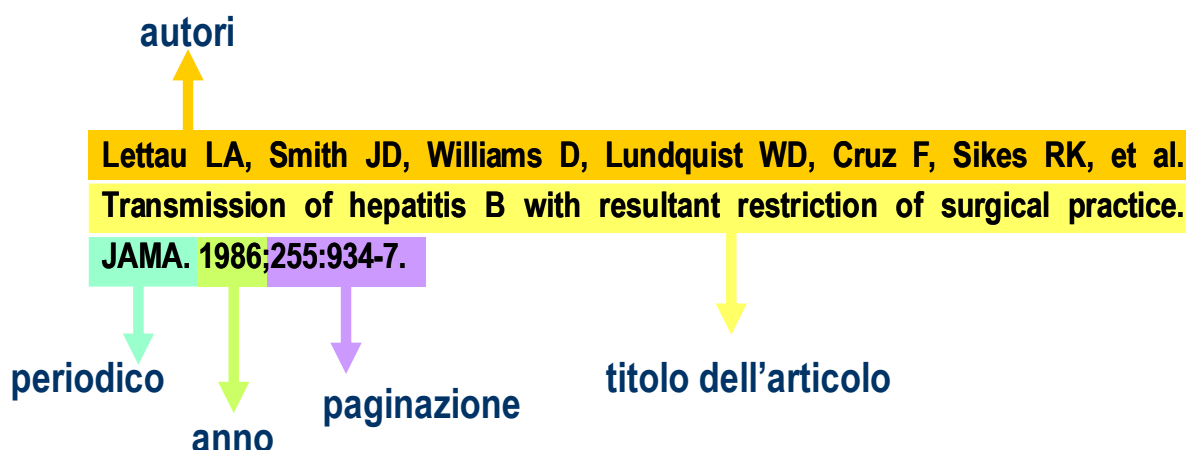 autori
Lettau LA, Smith JD, Williams D, Lundquist WD, Cruz F, Sikes RK, et al.
Transmission of hepatitis B with resultant restriction of surgical practice.
JAMA. 1986;255:934-7.
periodico
anno
paginazione
titolo dell’articolo